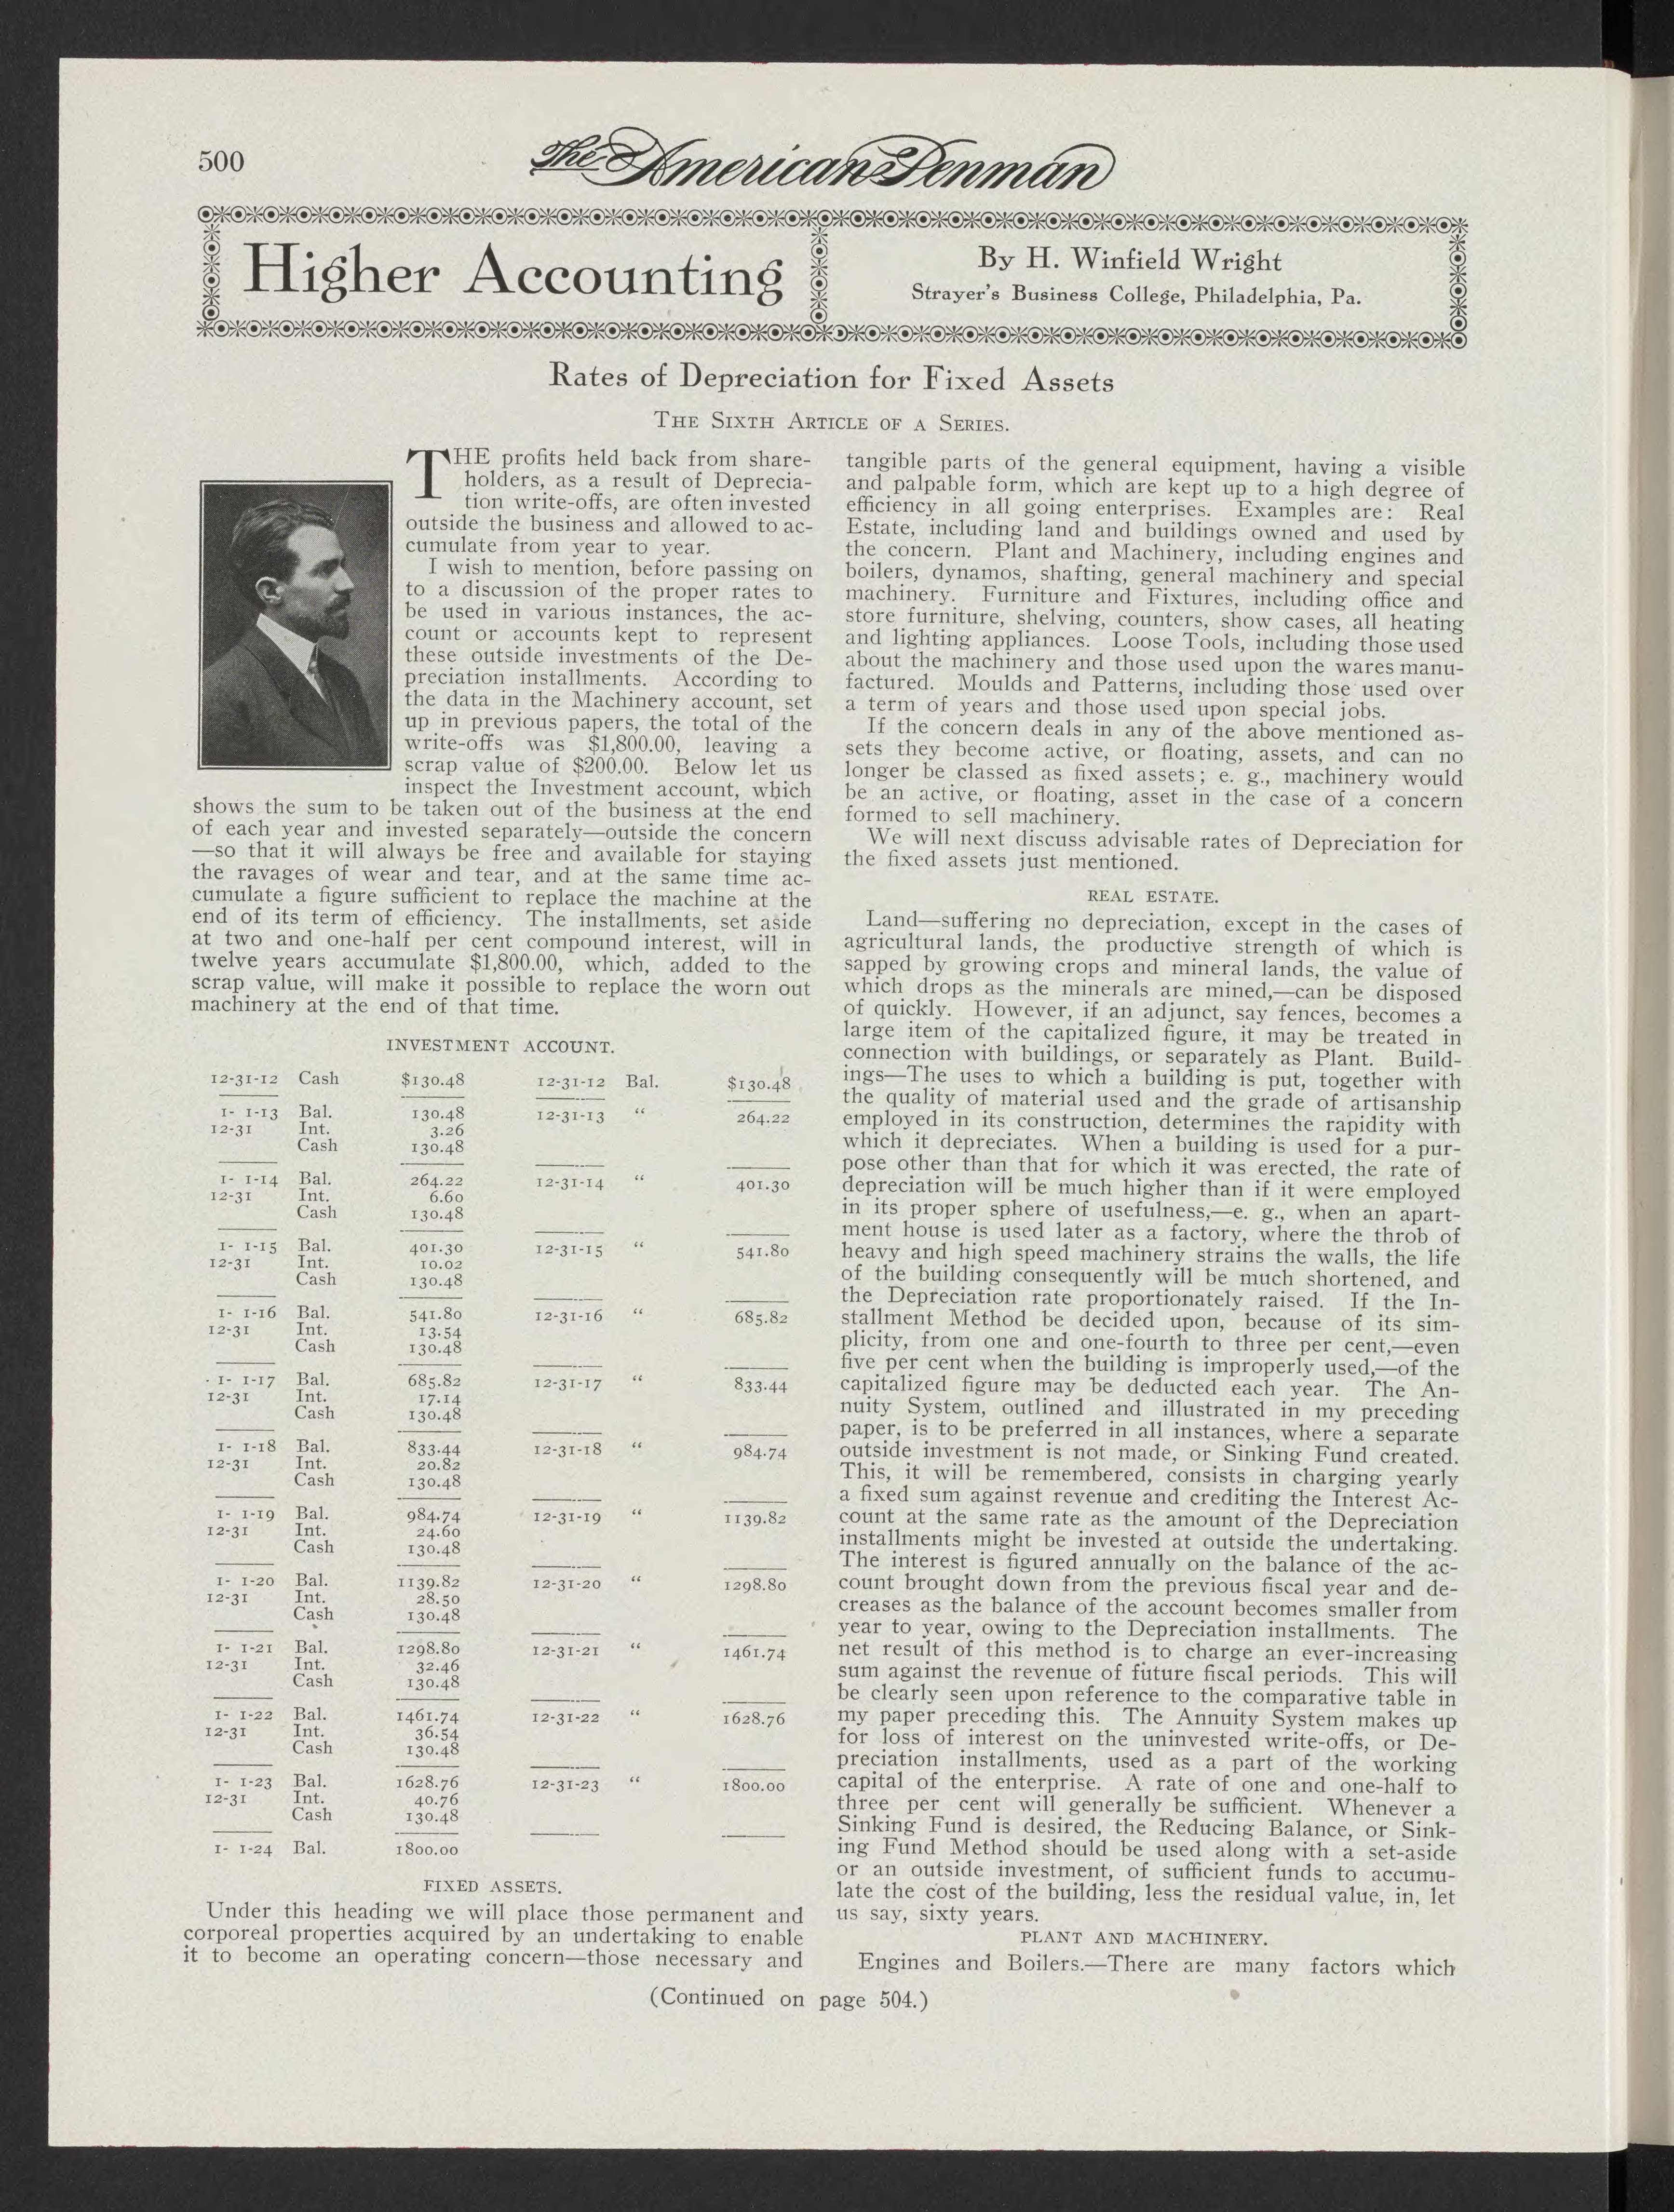 500
The American Penman
Higher Accounting
By H. Winfield Wright
Strayer's Business College, Philadelphia, Pa.
Rates of Depreciation for Fixed Assets
THE SIXTH ARTICLE OF A SERIES.
THE profits held back from share-
holders, as a result of Deprecia-
tion write-offs, are often invested
outside the business and allowed to ac-
cumulate from year to year.
I wish to mention, before passing on
to a discussion of the proper rates to
be used in various instances, the ac-
count or accounts kept to represent
these outside investments of the De-
preciation installments. According to
the data in the Machinery account, set
up in previous papers, the total of the
write-offs was $1,800.00, leaving a
scrap value of $200.00. Below let us
inspect the Investment account, which
shows the sum to be taken out of the business at the end
of each year and invested separately—outside the concern
—so that it will always be free and available for staying
the ravages of wear and tear, and at the same time ac-
cumulate a figure sufficient to replace the machine at the
end of its term of efficiency. The installments, set aside
at two and one-half per cent compound interest, will in
twelve years accumulate $1,800.00, which, added to the
scrap value, will make it possible to replace the worn out
machinery at the end of that time.
INVESTMENT ACCOUNT.
12-31-12 Cash $130.48 12-31-12 Bal. $130.48
1- 1-13 Bal. 130.48 12-31-13 " 264.22
12-31 Int. 3.26
Cash 130.48
1- 1-14 Bal. 264.22 12-31-14 " 401.30
12-31 Int. 6.60
Cash 130.48
1- 1-15 Bal. 401.30 12-31-15 " 541.80
12-31 Int. 10.02
Cash 130.48
1- 1-16 Bal. 541.80 12-31-16 " 685.82
12-31 Int. 13.54
Cash 130.48
1- 1-17 Bal. 685.82 12-31-17 " 833.44
12-31 Int. 17.14
Cash 130.48
1- 1-18 Bal. 833.44 12-31-18 " 984.74
12-31 Int. 20.82
Cash 130.48
1- 1-19 Bal. 984.74 12-31-19 " 1139.82
12-31 Int. 24.60
Cash 130.48
1- 1-20 Bal. 1139.82 12-31-20 " 1298.80
12-31 Int. 28.50
Cash 130.48
1- 1-21 Bal. 1298.80 12-31-21 " 1461.74
12-31 Int. 32.46
Cash 130.48
1- 1-22 Bal. 1461.74 12-31-22 " 1628.76
12-31 Int. 36.54
Cash 130.48
1- 1-23 Bal. 1628.76 12-31-23 " 1800.00
12-31 Int. 40.76
Cash 130.48
1- 1-24 Bal. 1800.00
FIXED ASSETS.
Under this heading we will place those permanent and
corporeal properties acquired by an undertaking to enable
it to become an operating concern—those necessary and
tangible parts of the general equipment, having a visible
and palpable form, which are kept up to a high degree of
efficiency in all going enterprises. Examples are: Real
Estate, including land and buildings owned and used by
the concern. Plant and Machinery, including engines and
boilers, dynamos, shafting, general machinery and special
machinery. Furniture and Fixtures, including office and
store furniture, shelving, counters, show cases, all heating
and lighting appliances. Loose Tools, including those used
about the machinery and those used upon the wares manu-
factured. Moulds and Patterns, including those used over
a term of years and those used upon special jobs.
If the concern deals in any of the above mentioned as-
sets they become active, or floating, assets, and can no
longer be classed as fixed assets; e. g., machinery would
be an active, or floating, asset in the case of a concern
formed to sell machinery.
We will next discuss advisable rates of Depreciation for
the fixed assets just mentioned.
REAL ESTATE.
Land—suffering no depreciation, except in the cases of
agricultural lands, the productive strength of which is
sapped by growing crops and mineral lands, the value of
which drops as the minerals are mined,—can be disposed
of quickly. However, if an adjunct, say fences, becomes a
large item of the capitalized figure, it may be treated in
connection with buildings, or separately as Plant. Build-
ings—The uses to which a building is put, together with
the quality of material used and the grade of artisanship
employed in its construction, determines the rapidity with
which it depreciates. When a building is used for a pur-
pose other than that for which it was erected, the rate of
depreciation will be much higher than if it were employed
in its proper sphere of usefulness,—e. g., when an apart-
ment house is used later as a factory, where the throb of
heavy and high speed machinery strains the walls, the life
of the building consequently will be much shortened, and
the Depreciation rate proportionately raised. If the In-
stallment Method be decided upon, because of its sim-
plicity, from one and one-fourth to three per cent,—even
five per cent when the building is improperly used,—of the
capitalized figure may be deducted each year. The An-
nuity System, outlined and illustrated in my preceding
paper, is to be preferred in all instances, where a separate
outside investment is not made, or Sinking Fund created.
This, it will be remembered, consists in charging yearly
a fixed sum against revenue and crediting the Interest Ac-
count at the same rate as the amount of the Depreciation
installments might be invested at outside the undertaking.
The interest is figured annually on the balance of the ac-
count brought down from the previous fiscal year and de-
creases as the balance of the account becomes smaller from
year to year, owing to the Depreciation installments. The
net result of this method is to charge an ever-increasing
sum against the revenue of future fiscal periods. This will
be clearly seen upon reference to the comparative table in
my paper preceding this. The Annuity System makes up
for loss of interest on the uninvested write-offs, or De-
preciation installments, used as a part of the working
capital of the enterprise. A rate of one and one-half to
three per cent will generally be sufficient. Whenever a
Sinking Fund is desired, the Reducing Balance, or Sink-
ing Fund Method should be used along with a set-aside
or an outside investment, of sufficient funds to accumu-
late the cost of the building, less the residual value, in, let
us say, sixty years.
PLANT AND MACHINERY.
Engines and Boilers.—There are many factors which
(Continued on page 504.)